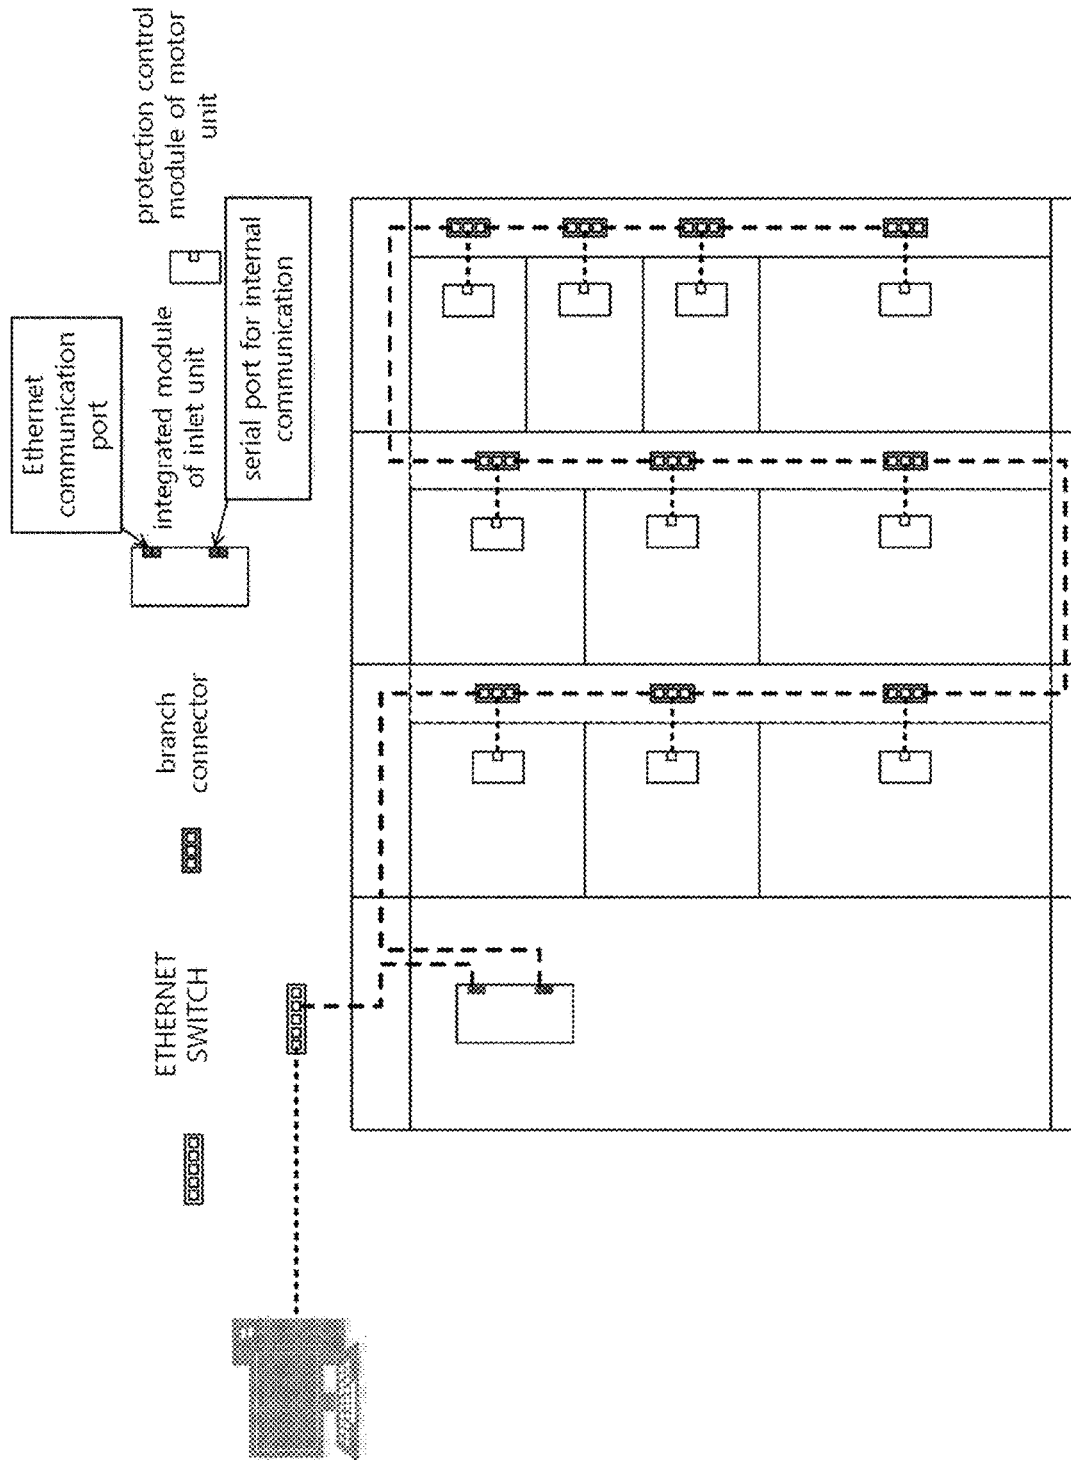 ETHERNET
SWITCH
branch
connector
Ethernet
communication
port
integrated module
of inlet unit
serial port for internal
communication
protection control
module of motor
unit